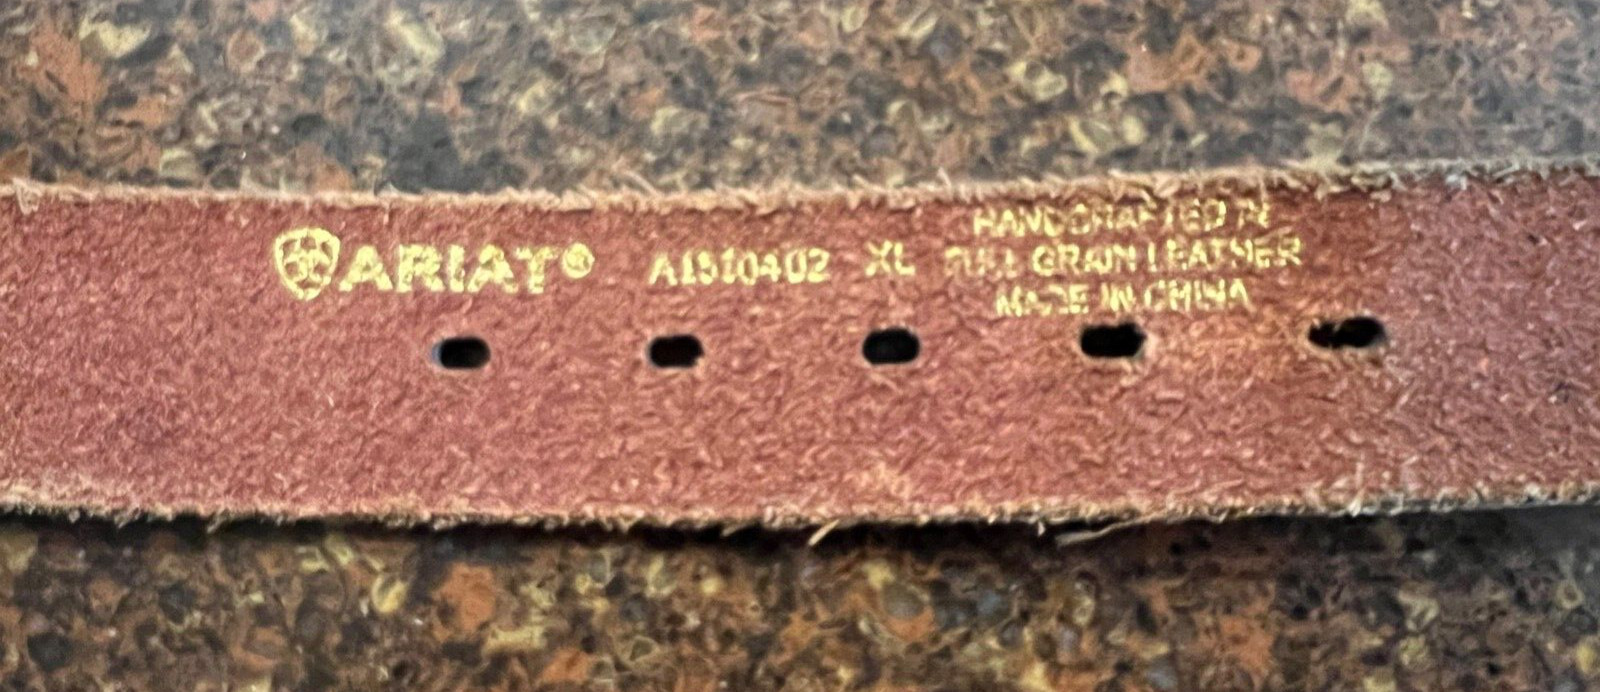 ARIAT® A1510402 XL
HANDCRAFTED IN
FULL GRAIN LEATHER
MADE IN CHINA